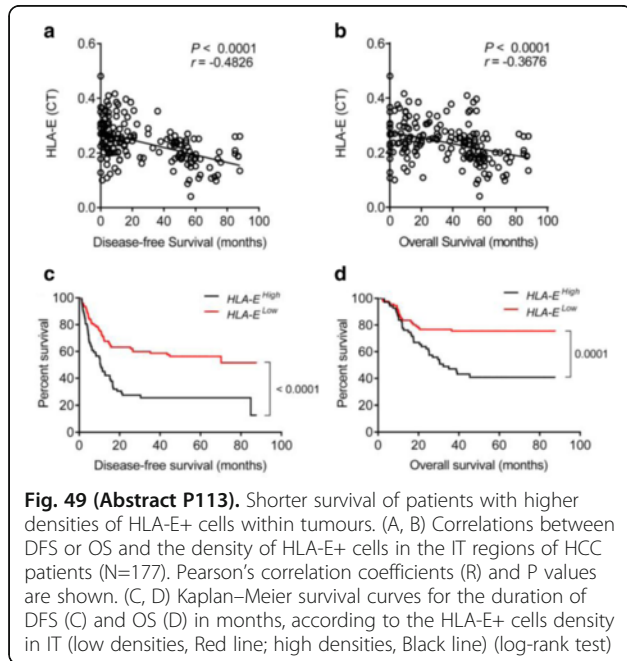 a
b
P < 0.0001
r = -0.4826
P < 0.0001
r = -0.3676
HLA-E (CT)
0.6
0.4
0.2
0.0
0 20 40 60 80 100
Disease-free Survival (months)
HLA-E (CT)
0.6
0.4
0.2
0.0
0 20 40 60 80 100
Overall Survival (months)
c
d
HLA-E High
HLA-E Low
Percent survival
100
80
60
40
20
0
< 0.0001
0 20 40 60 80 100
Disease-free survival (months)
HLA-E High
HLA-E Low
Percent survival
100
80
60
40
20
0
0.0001
0 20 40 60 80 100
Overall survival (months)
Fig. 49 (Abstract P113). Shorter survival of patients with higher
densities of HLA-E+ cells within tumours. (A, B) Correlations between
DFS or OS and the density of HLA-E+ cells in the IT regions of HCC
patients (N=177). Pearson's correlation coefficients (R) and P values
are shown. (C, D) Kaplan–Meier survival curves for the duration of
DFS (C) and OS (D) in months, according to the HLA-E+ cells density
in IT (low densities, Red line; high densities, Black line) (log-rank test)